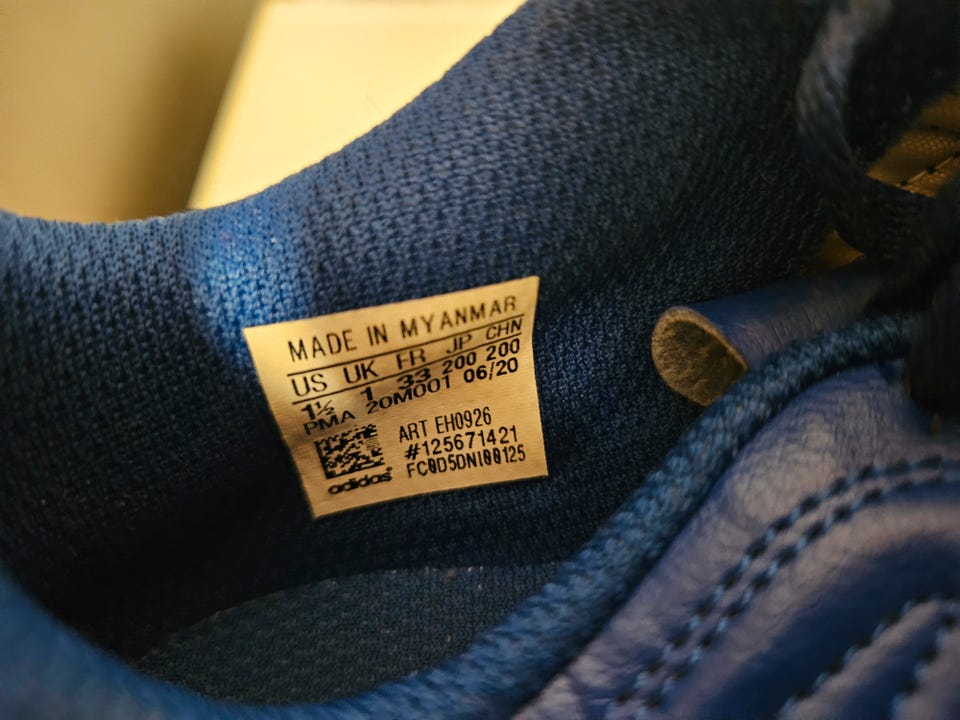 MADE IN MYANMAR
US UK FR JP CHN
1½ 1 33 200 200
PMA 20M001 06/20
ART EH0926
#125671421
FC0D5DNI00125
adidas